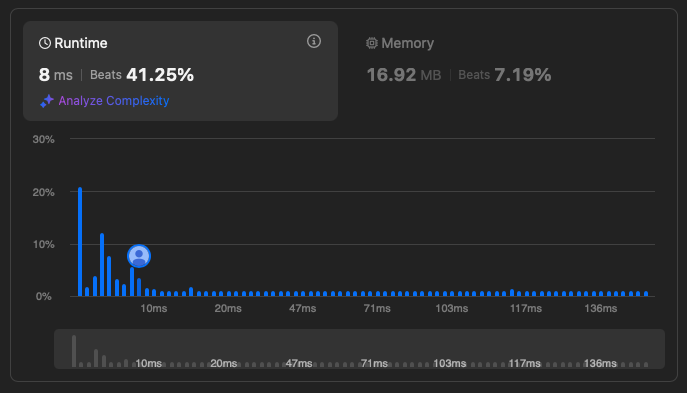 Runtime
8 ms | Beats 41.25%
Analyze Complexity
Memory
16.92 MB | Beats 7.19%
30%
20%
10%
0%
10ms 20ms 47ms 71ms 103ms 117ms 136ms
10ms 20ms 47ms 71ms 103ms 117ms 136ms